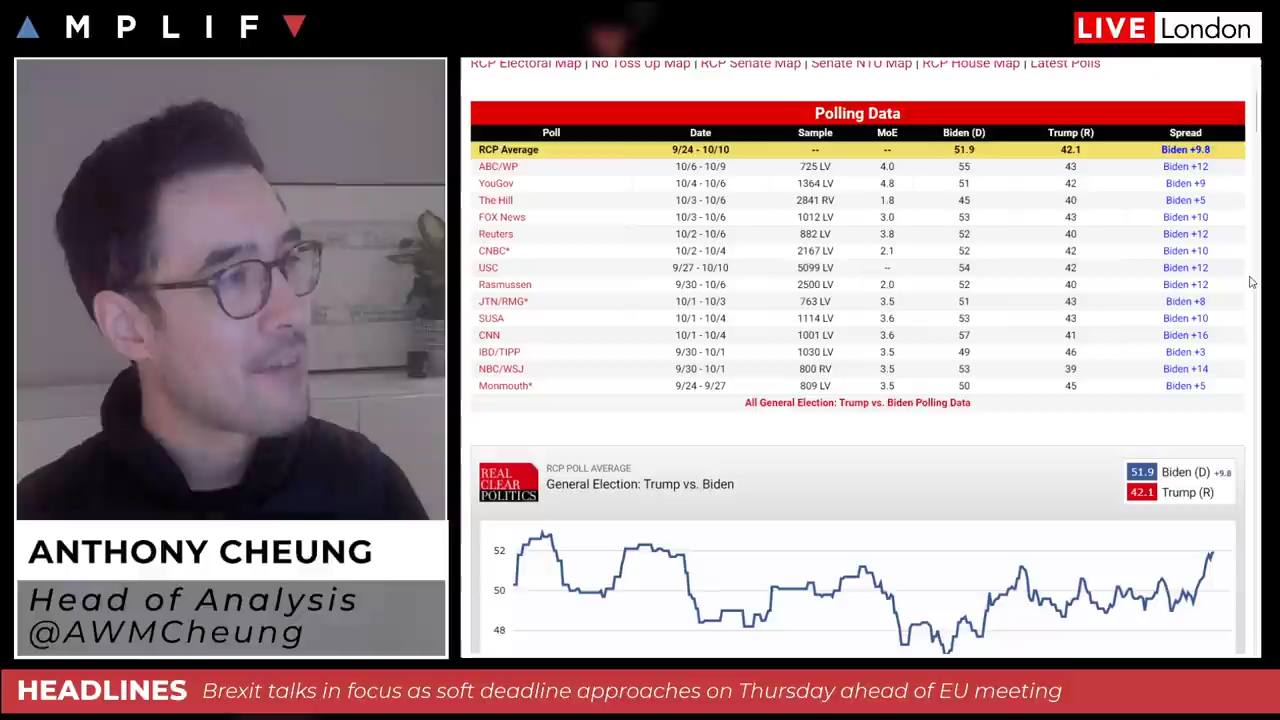 AMPLIFY
LIVE London
RCP Electoral Map | No Toss Up Map | RCP Senate Map | Senate NTU Map | RCP House Map | Latest Polls
Polling Data
Poll Date Sample MoE Biden (D) Trump (R) Spread
RCP Average 9/24 - 10/10 -- -- 51.9 42.1 Biden +9.8
ABC/WP 10/6 - 10/9 725 LV 4.0 55 43 Biden +12
YouGov 10/4 - 10/6 1364 LV 4.8 51 42 Biden +9
The Hill 10/3 - 10/6 2841 RV 1.8 45 40 Biden +5
FOX News 10/3 - 10/6 1012 LV 3.0 53 43 Biden +10
Reuters 10/2 - 10/6 882 LV 3.8 52 40 Biden +12
CNBC* 10/2 - 10/4 2167 LV 2.1 52 42 Biden +10
USC 9/27 - 10/10 5099 LV -- 54 42 Biden +12
Rasmussen 9/30 - 10/6 2500 LV 2.0 52 40 Biden +12
JTN/RMG* 10/1 - 10/3 763 LV 3.5 51 43 Biden +8
SUSA 10/1 - 10/4 1114 LV 3.6 53 43 Biden +10
CNN 10/1 - 10/4 1001 LV 3.6 57 41 Biden +16
IBD/TIPP 9/30 - 10/1 1030 LV 3.5 49 46 Biden +3
NBC/WSJ 9/30 - 10/1 800 RV 3.5 53 39 Biden +14
Monmouth* 9/24 - 9/27 809 LV 3.5 50 45 Biden +5
All General Election: Trump vs. Biden Polling Data
REAL
CLEAR
POLITICS
RCP POLL AVERAGE
General Election: Trump vs. Biden
51.9 Biden (D) +9.8
42.1 Trump (R)
52
50
48
ANTHONY CHEUNG
Head of Analysis
@AWMCheung
HEADLINES Brexit talks in focus as soft deadline approaches on Thursday ahead of EU meeting